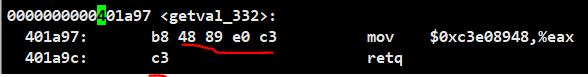 0000000000401a97 <getval_332>:
401a97: b8 48 89 e0 c3 mov $0xc3e08948,%eax
401a9c: c3 retq